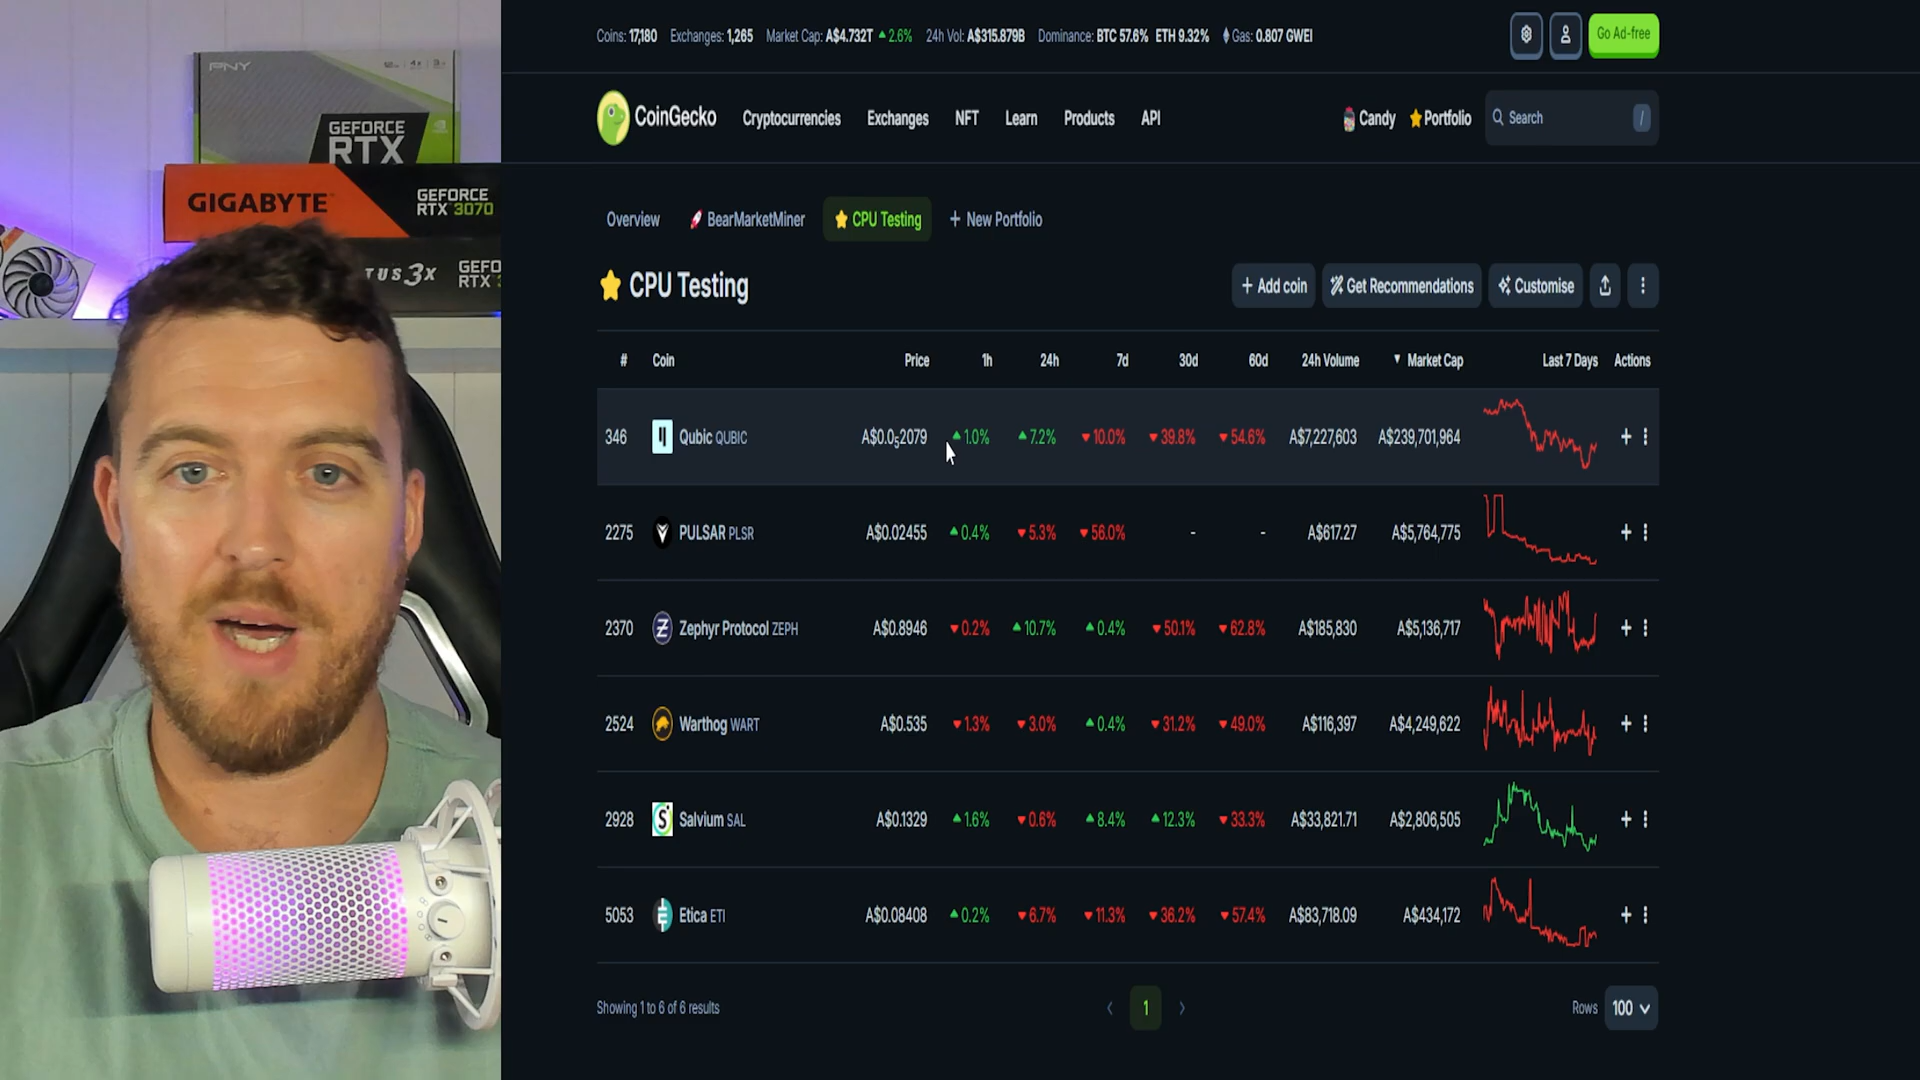 PNY
GEFORCE
RTX
GIGABYTE
GEFORCE
RTX 3070
TUS 3X
GEFO
RTX
Coins: 17,180 Exchanges: 1,265 Market Cap: A$4.732T ▲ 2.6% 24h Vol: A$315.879B Dominance: BTC 57.6% ETH 9.32% Gas: 0.807 GWEI
Go Ad-free
CoinGecko Cryptocurrencies Exchanges NFT Learn Products API Candy Portfolio Search /
Overview BearMarketMiner CPU Testing + New Portfolio
CPU Testing
+ Add coin Get Recommendations Customise
# Coin Price 1h 24h 7d 30d 60d 24h Volume ▼ Market Cap Last 7 Days Actions
346 Qubic QUBIC A$0.0₅2079 ▲ 1.0% ▲ 7.2% ▼ 10.0% ▼ 39.8% ▼ 54.6% A$7,227,603 A$239,701,964
2275 PULSAR PLSR A$0.02455 ▲ 0.4% ▼ 5.3% ▼ 56.0% - - A$617.27 A$5,764,775
2370 Zephyr Protocol ZEPH A$0.8946 ▼ 0.2% ▲ 10.7% ▲ 0.4% ▼ 50.1% ▼ 62.8% A$185,830 A$5,136,717
2524 Warthog WART A$0.535 ▼ 1.3% ▼ 3.0% ▲ 0.4% ▼ 31.2% ▼ 49.0% A$116,397 A$4,249,622
2928 Salvium SAL A$0.1329 ▲ 1.6% ▼ 0.6% ▲ 8.4% ▲ 12.3% ▼ 33.3% A$33,821.71 A$2,806,505
5053 Etica ETI A$0.08408 ▲ 0.2% ▼ 6.7% ▼ 11.3% ▼ 36.2% ▼ 57.4% A$83,718.09 A$434,172
Showing 1 to 6 of 6 results
1
Rows 100